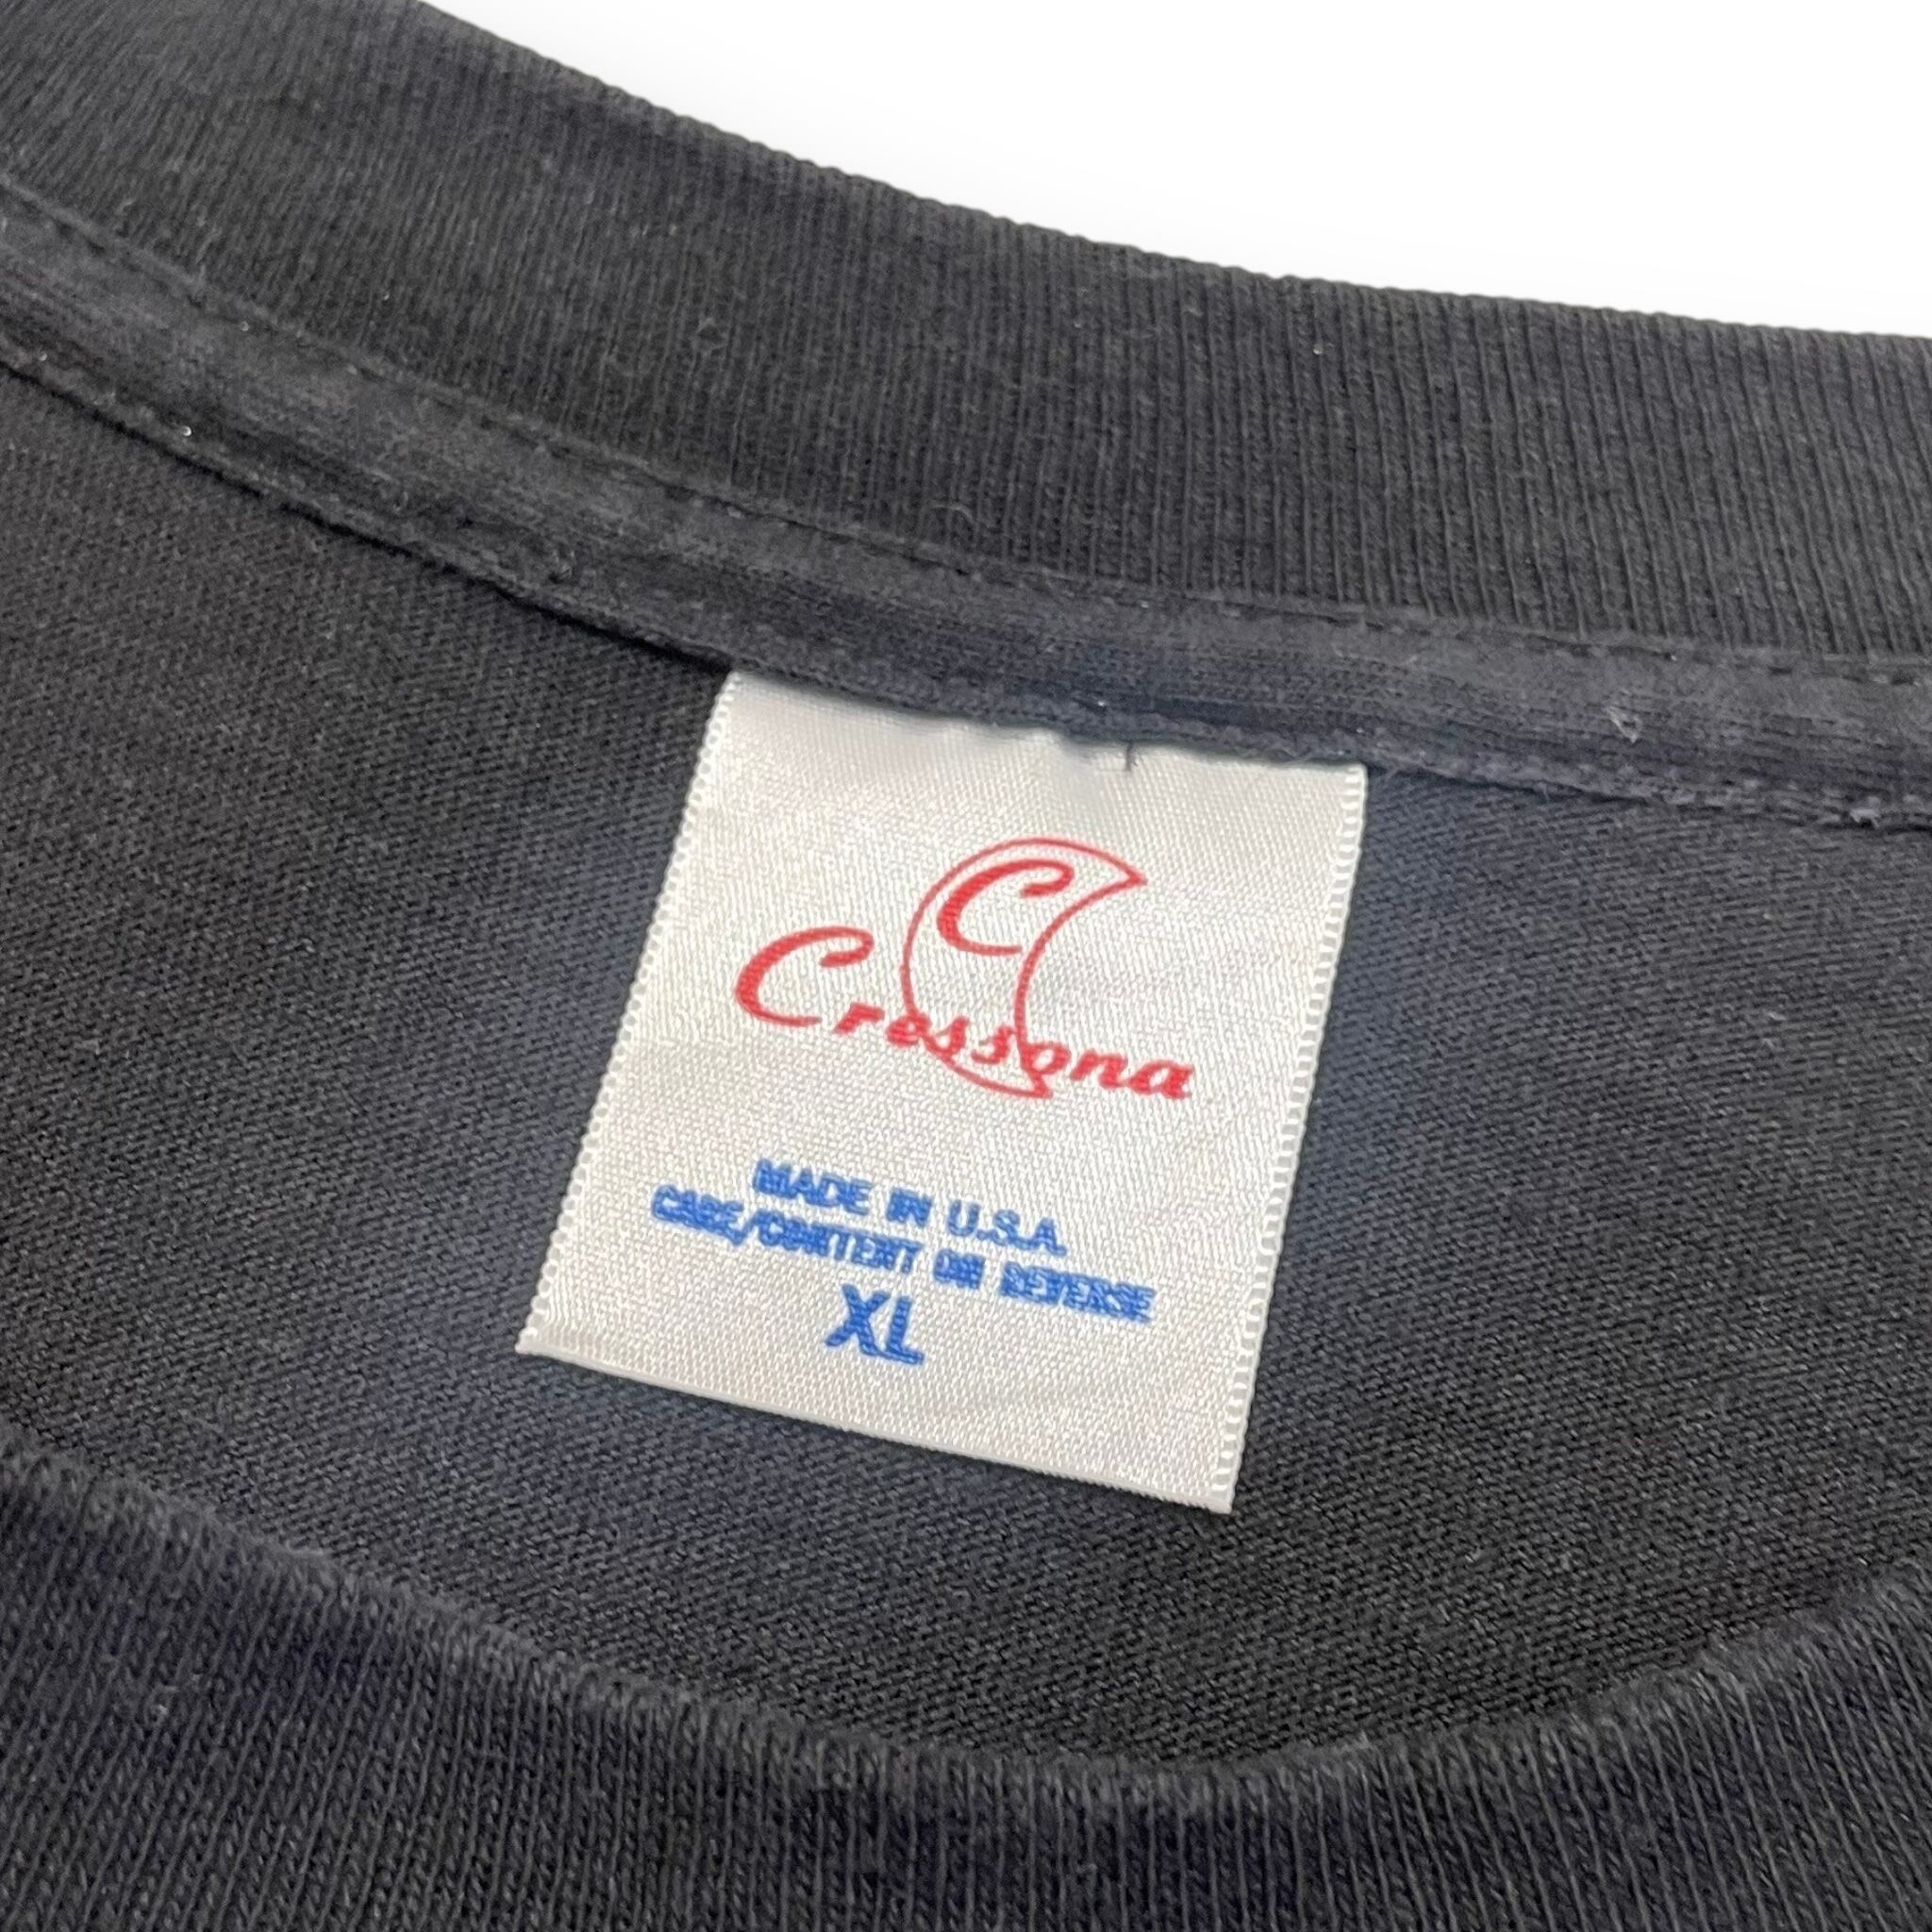 C
Cressona
MADE IN U.S.A.
CARE/CONTENT ON REVERSE
XL